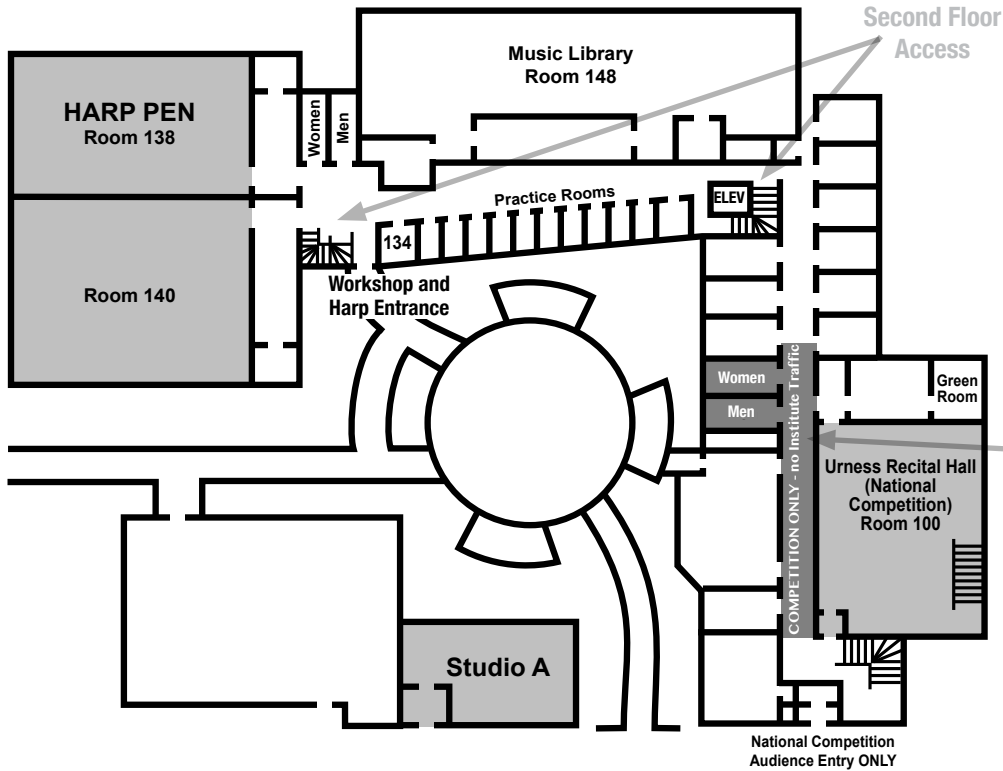 Second Floor
Access
Music Library
Room 148
HARP PEN
Room 138
Women
Men
Practice Rooms
ELEV
134
Room 140
Workshop and
Harp Entrance
Women
Men
COMPETITION ONLY - no Institute Traffic
Green
Room
Urness Recital Hall
(National
Competition)
Room 100
Studio A
National Competition
Audience Entry ONLY